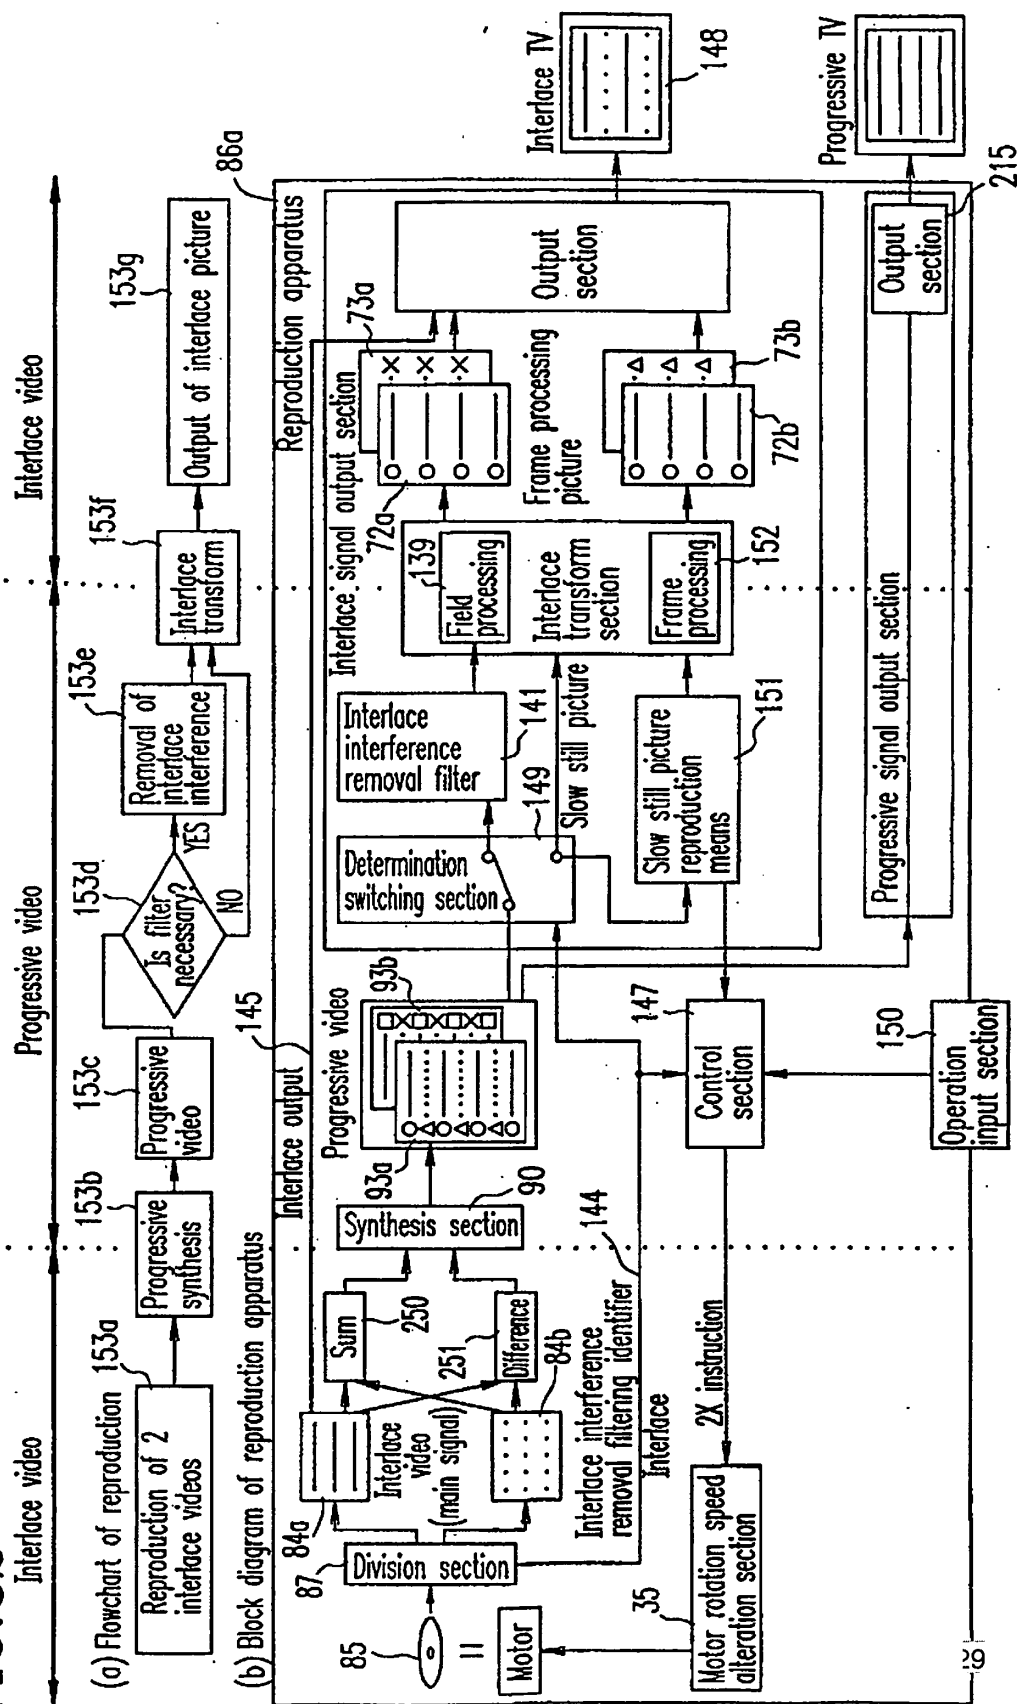 Interlace video
Progressive video
Interlace video
(a) Flowchart of reproduction
153a
Reproduction of 2
interlace videos
153b
Progressive
synthesis
153c
Progressive
video
153d
Is filter
necessary?
YES
NO
153e
Removal of
interlace
interference
153f
Interlace
transform
153g
Output of interlace picture
(b) Block diagram of reproduction apparatus
Interlace output
145
Reproduction apparatus
86a
85
Motor
87
Division section
84a
Interlace
video
(main signal)
84b
Sum
250
251
Difference
Synthesis section
90
Progressive video
93a
93b
Interlace interference
removal filtering identifier
144
Interlace
2X instruction
35
Motor rotation speed
alteration section
Control
section
147
150
Operation
input section
Interlace signal output section
Determination
switching section
149
Interlace
interference
removal filter
141
Slow still picture
Slow still picture
reproduction
means
151
139
Field
processing
Interlace
transform
section
Frame processing
152
72a
73a
Frame processing
picture
72b
73b
Output
section
Interlace TV
148
Progressive signal output section
Output
section
215
Progressive TV